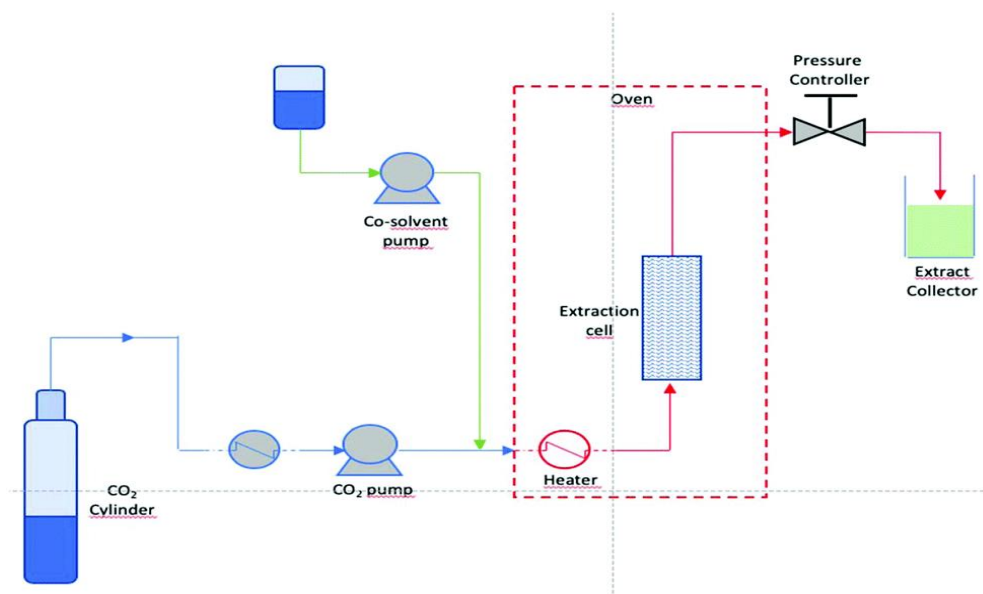 Pressure
Controller
Oven
Co-solvent
pump
Extraction
cell
Extract
Collector
CO₂
Cylinder
CO₂ pump
Heater